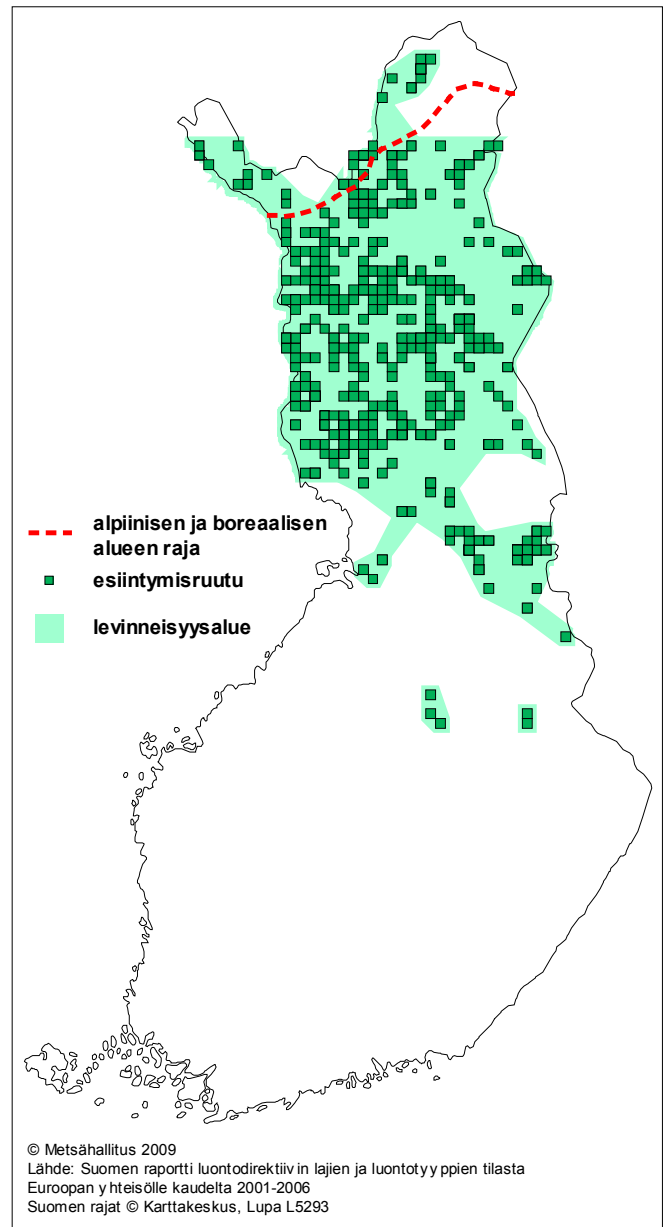 alpiinisen ja boreaalisen
alueen raja
esiintymisruutu
levinneisyysalue
© Metsähallitus 2009
Lähde: Suomen raportti luontodirektiivin lajien ja luontotyyppien tilasta
Euroopan yhteisölle kaudelta 2001-2006
Suomen rajat © Karttakeskus, Lupa L5293